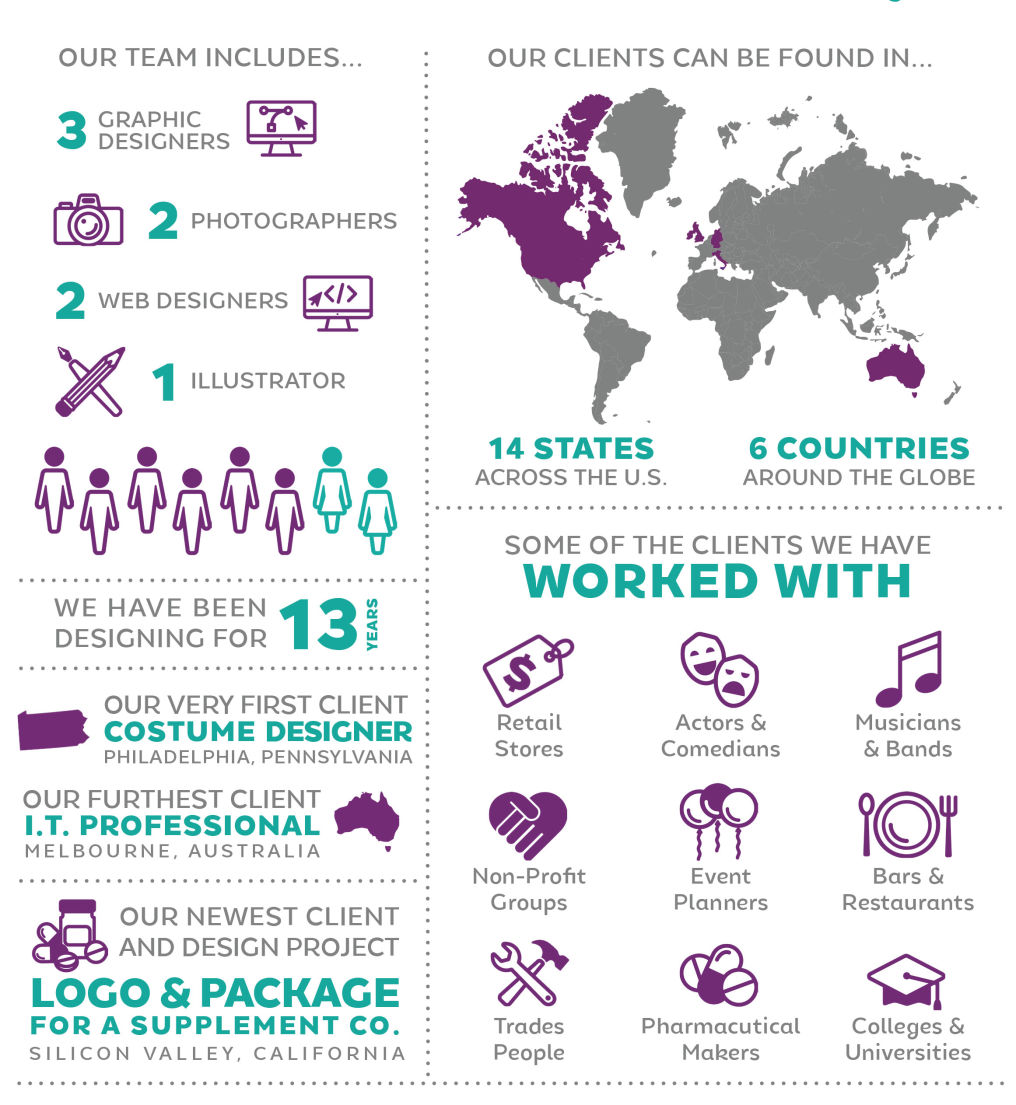 OUR TEAM INCLUDES...
3 GRAPHIC
DESIGNERS
2 PHOTOGRAPHERS
2 WEB DESIGNERS
</>
1 ILLUSTRATOR
WE HAVE BEEN
DESIGNING FOR 13 YEARS
OUR VERY FIRST CLIENT
COSTUME DESIGNER
PHILADELPHIA, PENNSYLVANIA
OUR FURTHEST CLIENT
I.T. PROFESSIONAL
MELBOURNE, AUSTRALIA
OUR NEWEST CLIENT
AND DESIGN PROJECT
LOGO & PACKAGE
FOR A SUPPLEMENT CO.
SILICON VALLEY, CALIFORNIA
OUR CLIENTS CAN BE FOUND IN...
14 STATES
ACROSS THE U.S.
6 COUNTRIES
AROUND THE GLOBE
SOME OF THE CLIENTS WE HAVE
WORKED WITH
$
Retail
Stores
Actors &
Comedians
Musicians
& Bands
Non-Profit
Groups
Event
Planners
Bars &
Restaurants
Trades
People
Pharmacutical
Makers
Colleges &
Universities